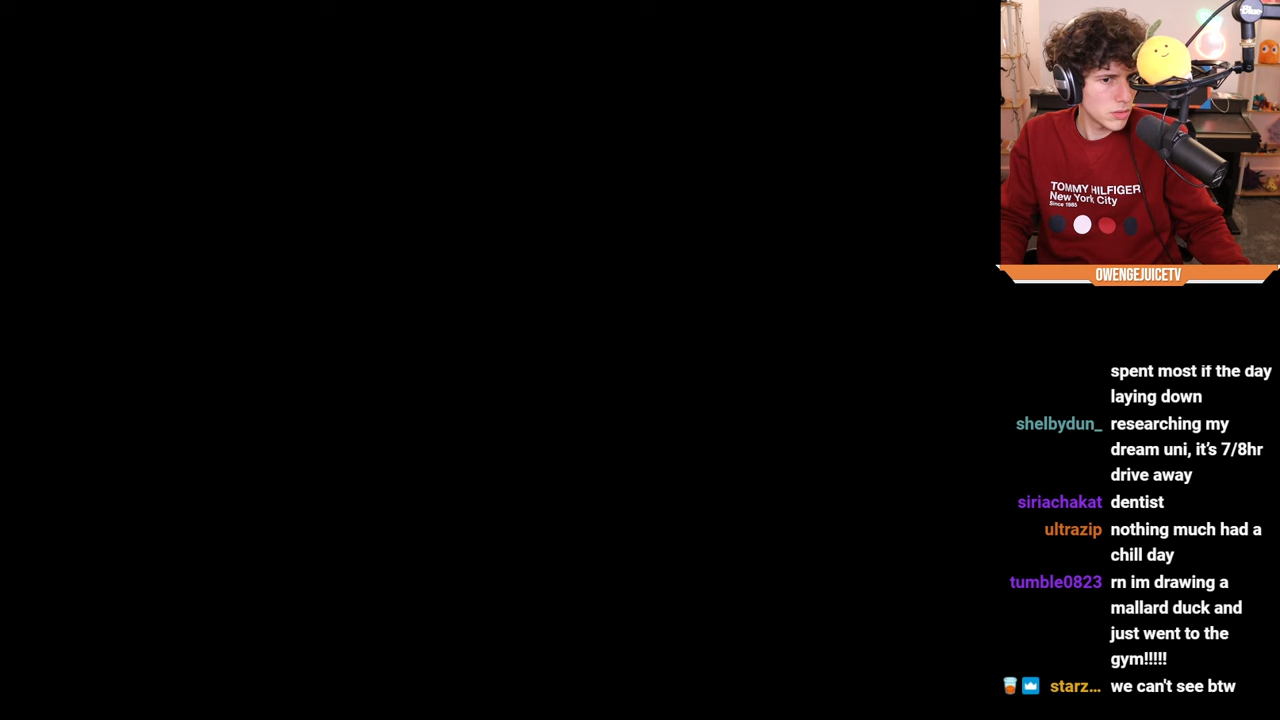 TOMMY HILFIGER
New York City
Since 1985
OWENGEJUICETV
spent most if the day
laying down
shelbydun_ researching my
dream uni, it’s 7/8hr
drive away
siriachakat dentist
ultrazip nothing much had a
chill day
tumble0823 rn im drawing a
mallard duck and
just went to the
gym!!!!!
starz… we can't see btw